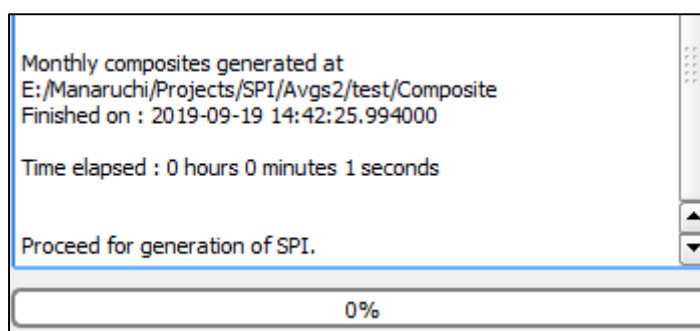 Monthly composites generated at
E:/Manaruchi/Projects/SPI/Avgs2/test/Composite
Finished on : 2019-09-19 14:42:25.994000
Time elapsed : 0 hours 0 minutes 1 seconds
Proceed for generation of SPI.
0%